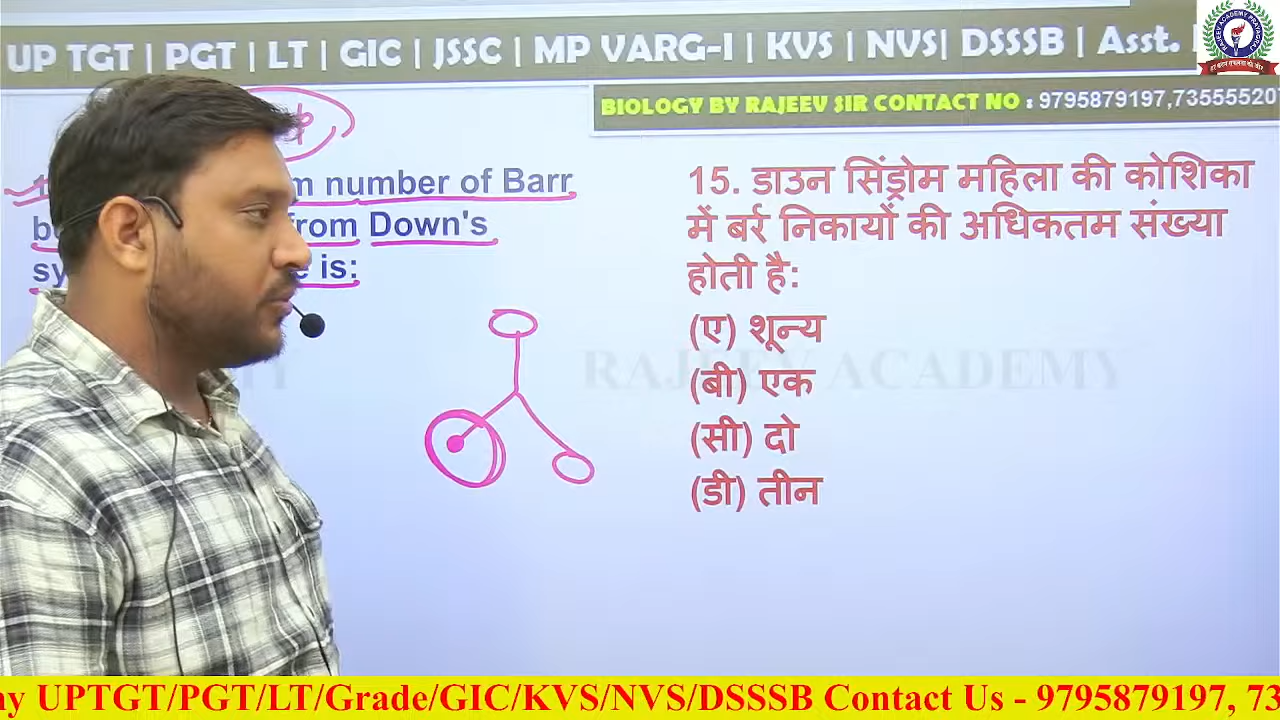 UP TGT | PGT | LT | GIC | JSSC | MP VARG-I | KVS | NVS| DSSSB | Asst.
BIOLOGY BY RAJEEV SIR CONTACT NO : 9795879197,73555520
number of Barr
from Down's
is:
15. डाउन सिंड्रोम महिला की कोशिका
में बर्र निकायों की अधिकतम संख्या
होती है:
(ए) शून्य
(बी) एक
(सी) दो
(डी) तीन
RAJEEV ACADEMY
UPTGT/PGT/LT/Grade/GIC/KVS/NVS/DSSSB Contact Us - 9795879197, 73